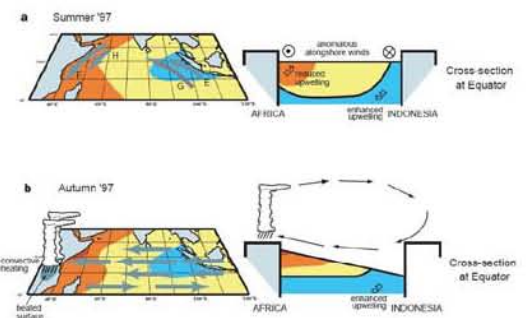 a Summer '97
H
F
G E
anomalous
alongshore winds
reduced
upwelling
enhanced
upwelling
AFRICA INDONESIA
Cross-section
at Equator
b Autumn '97
convective
heating
heated
surface
enhanced
upwelling
AFRICA INDONESIA
Cross-section
at Equator